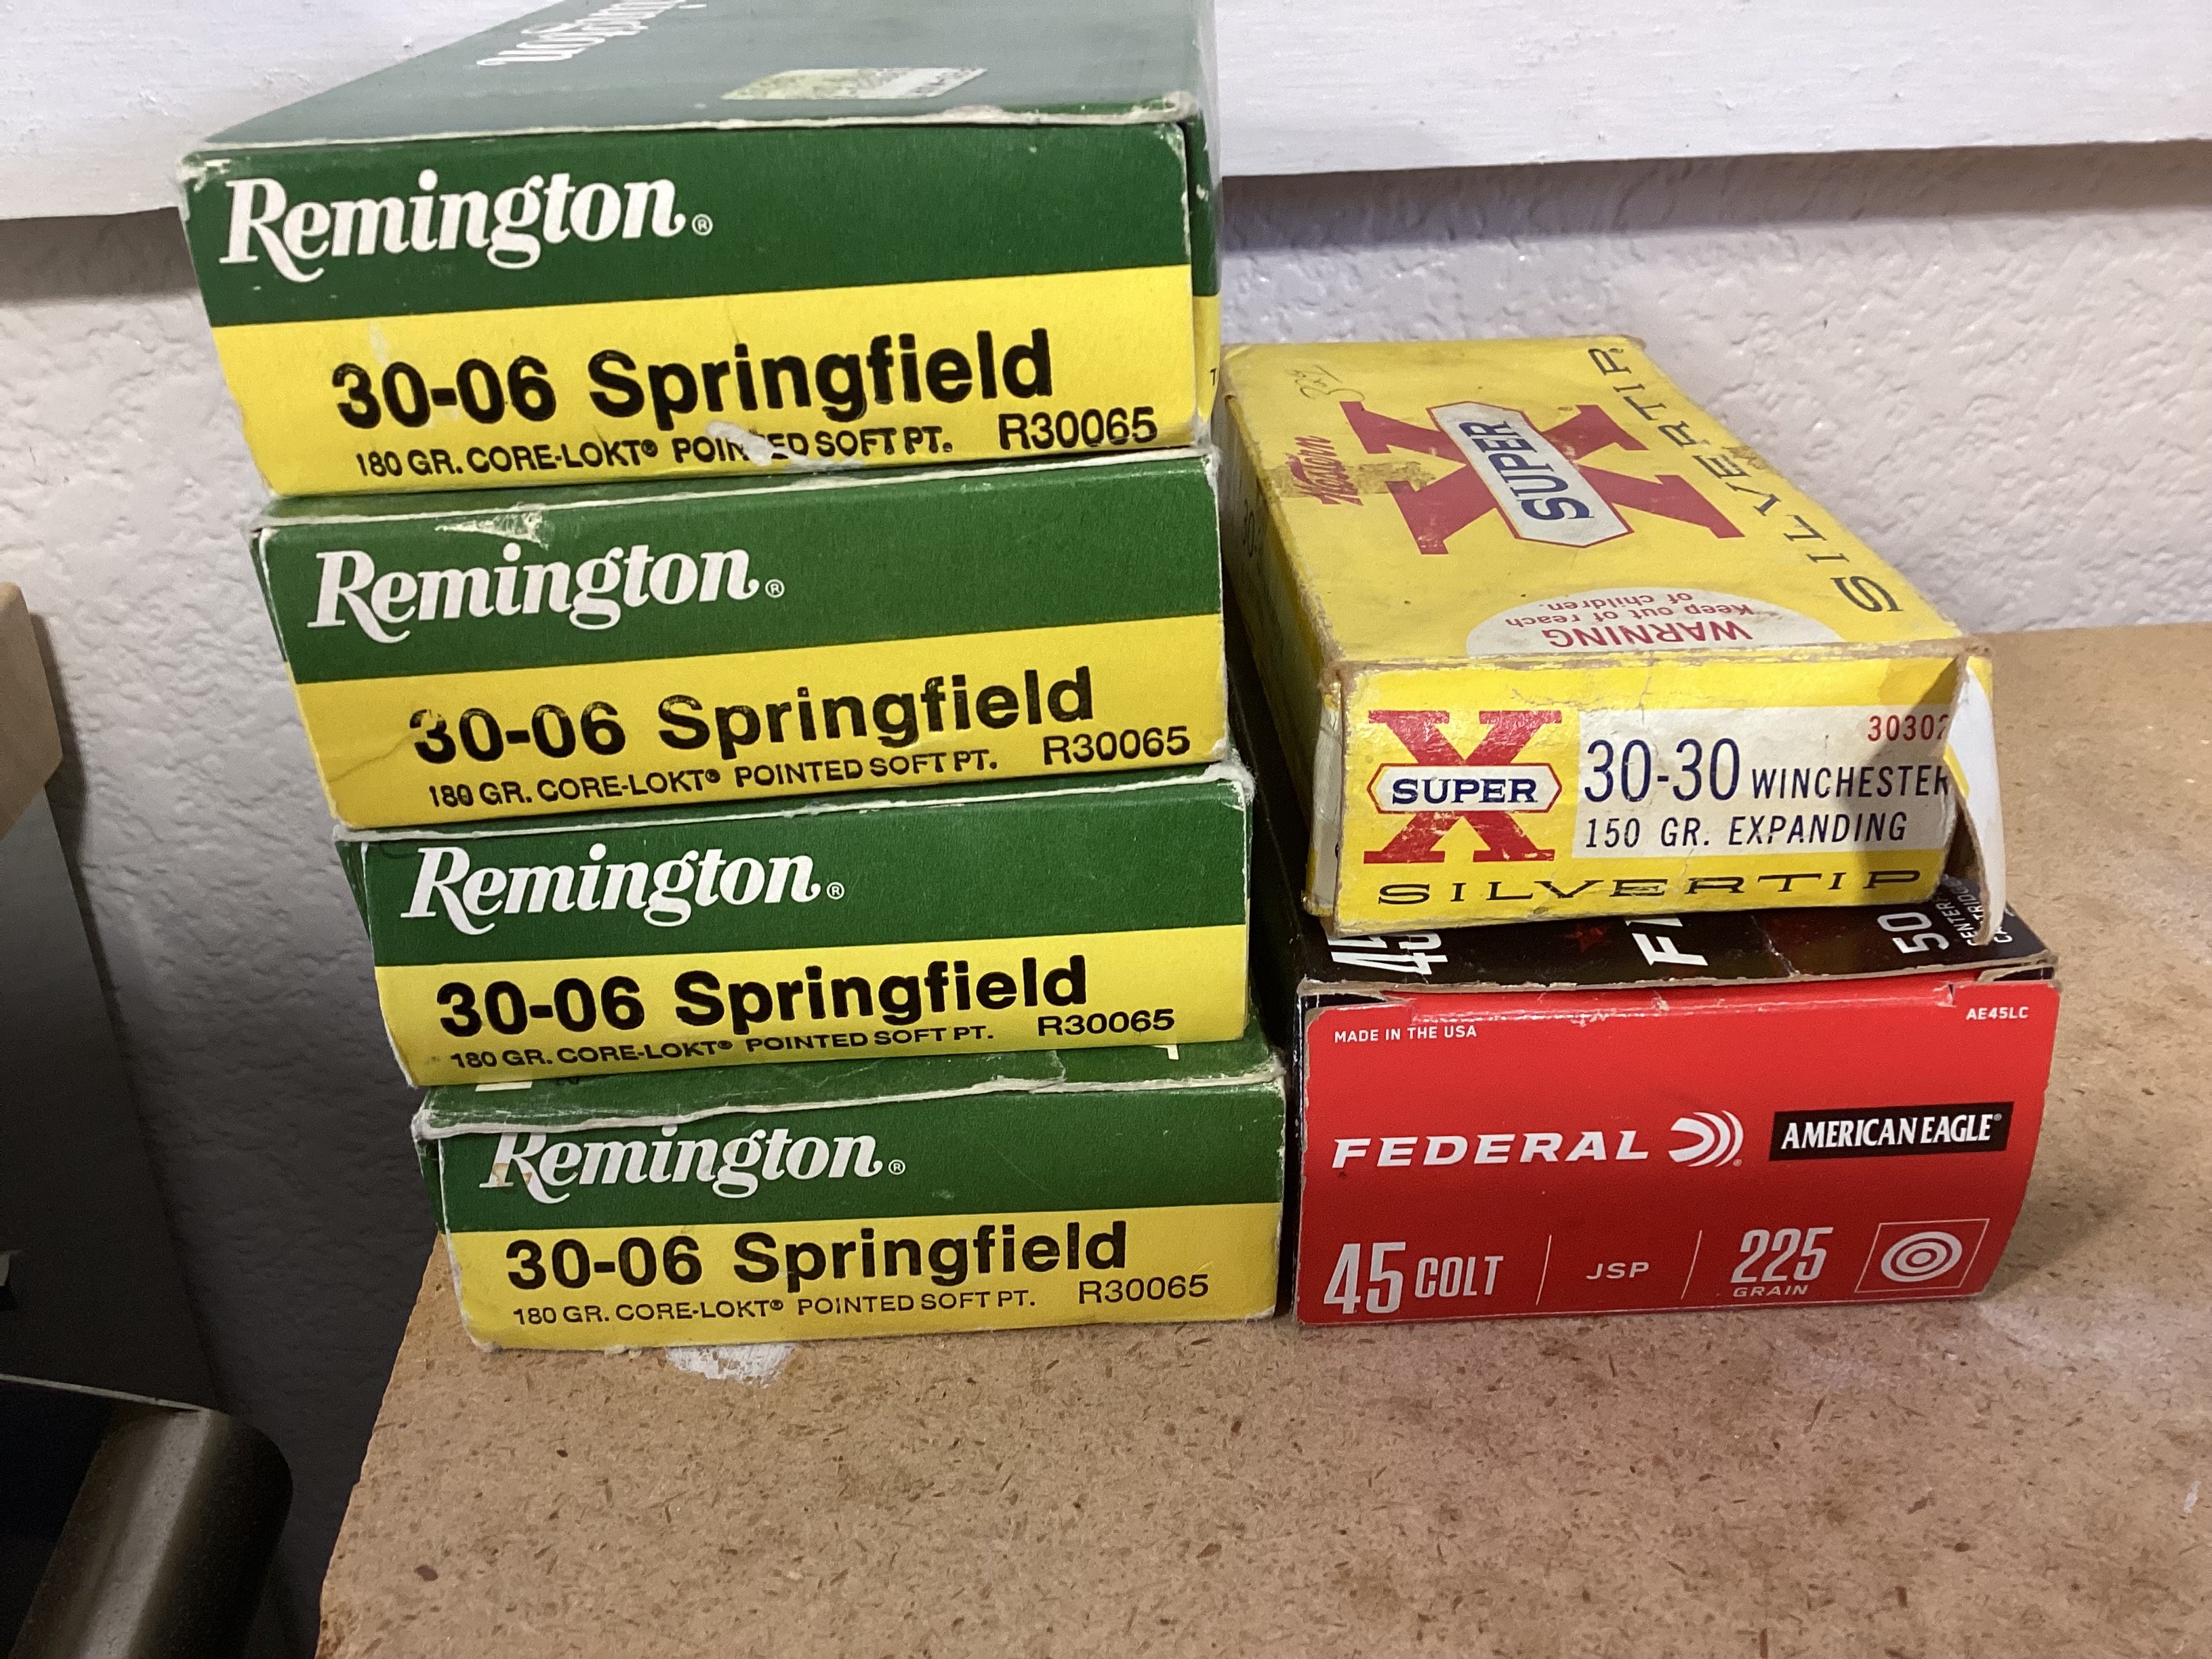 Remington
Remington®
30-06 Springfield
180 GR. CORE-LOKT® POINTED SOFT PT. R30065
Remington®
30-06 Springfield
180 GR. CORE-LOKT® POINTED SOFT PT. R30065
Remington®
30-06 Springfield
180 GR. CORE-LOKT® POINTED SOFT PT. R30065
Remington®
30-06 Springfield
180 GR. CORE-LOKT® POINTED SOFT PT. R30065
Western
SUPER
X
SILVERTIP
WARNING
Keep out of reach
of children.
X
SUPER
30302
30-30 WINCHESTER
150 GR. EXPANDING
SILVERTIP
45
50
MADE IN THE USA
AE45LC
FEDERAL® AMERICAN EAGLE®
45 COLT JSP 225
GRAIN